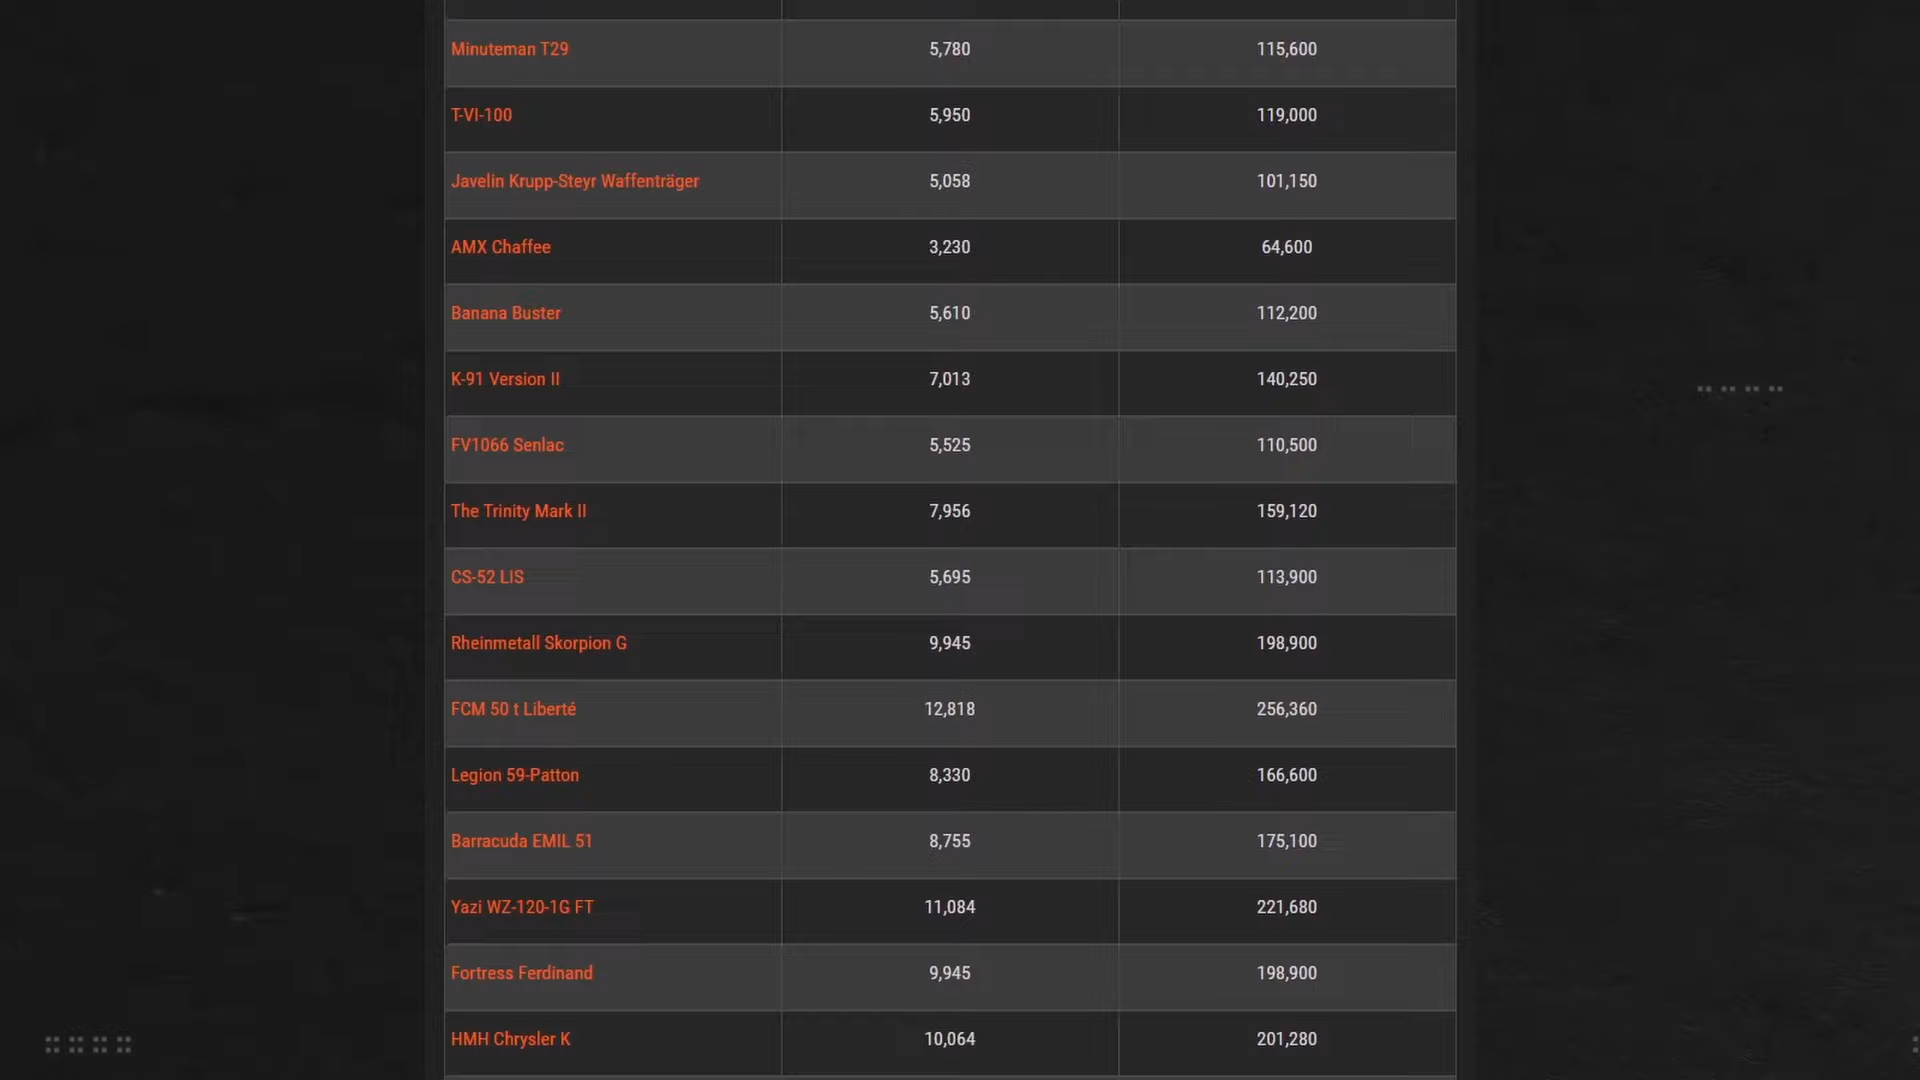 Minuteman T29 5,780 115,600
T-VI-100 5,950 119,000
Javelin Krupp-Steyr Waffenträger 5,058 101,150
AMX Chaffee 3,230 64,600
Banana Buster 5,610 112,200
K-91 Version II 7,013 140,250
FV1066 Senlac 5,525 110,500
The Trinity Mark II 7,956 159,120
CS-52 LIS 5,695 113,900
Rheinmetall Skorpion G 9,945 198,900
FCM 50 t Liberté 12,818 256,360
Legion 59-Patton 8,330 166,600
Barracuda EMIL 51 8,755 175,100
Yazi WZ-120-1G FT 11,084 221,680
Fortress Ferdinand 9,945 198,900
HMH Chrysler K 10,064 201,280